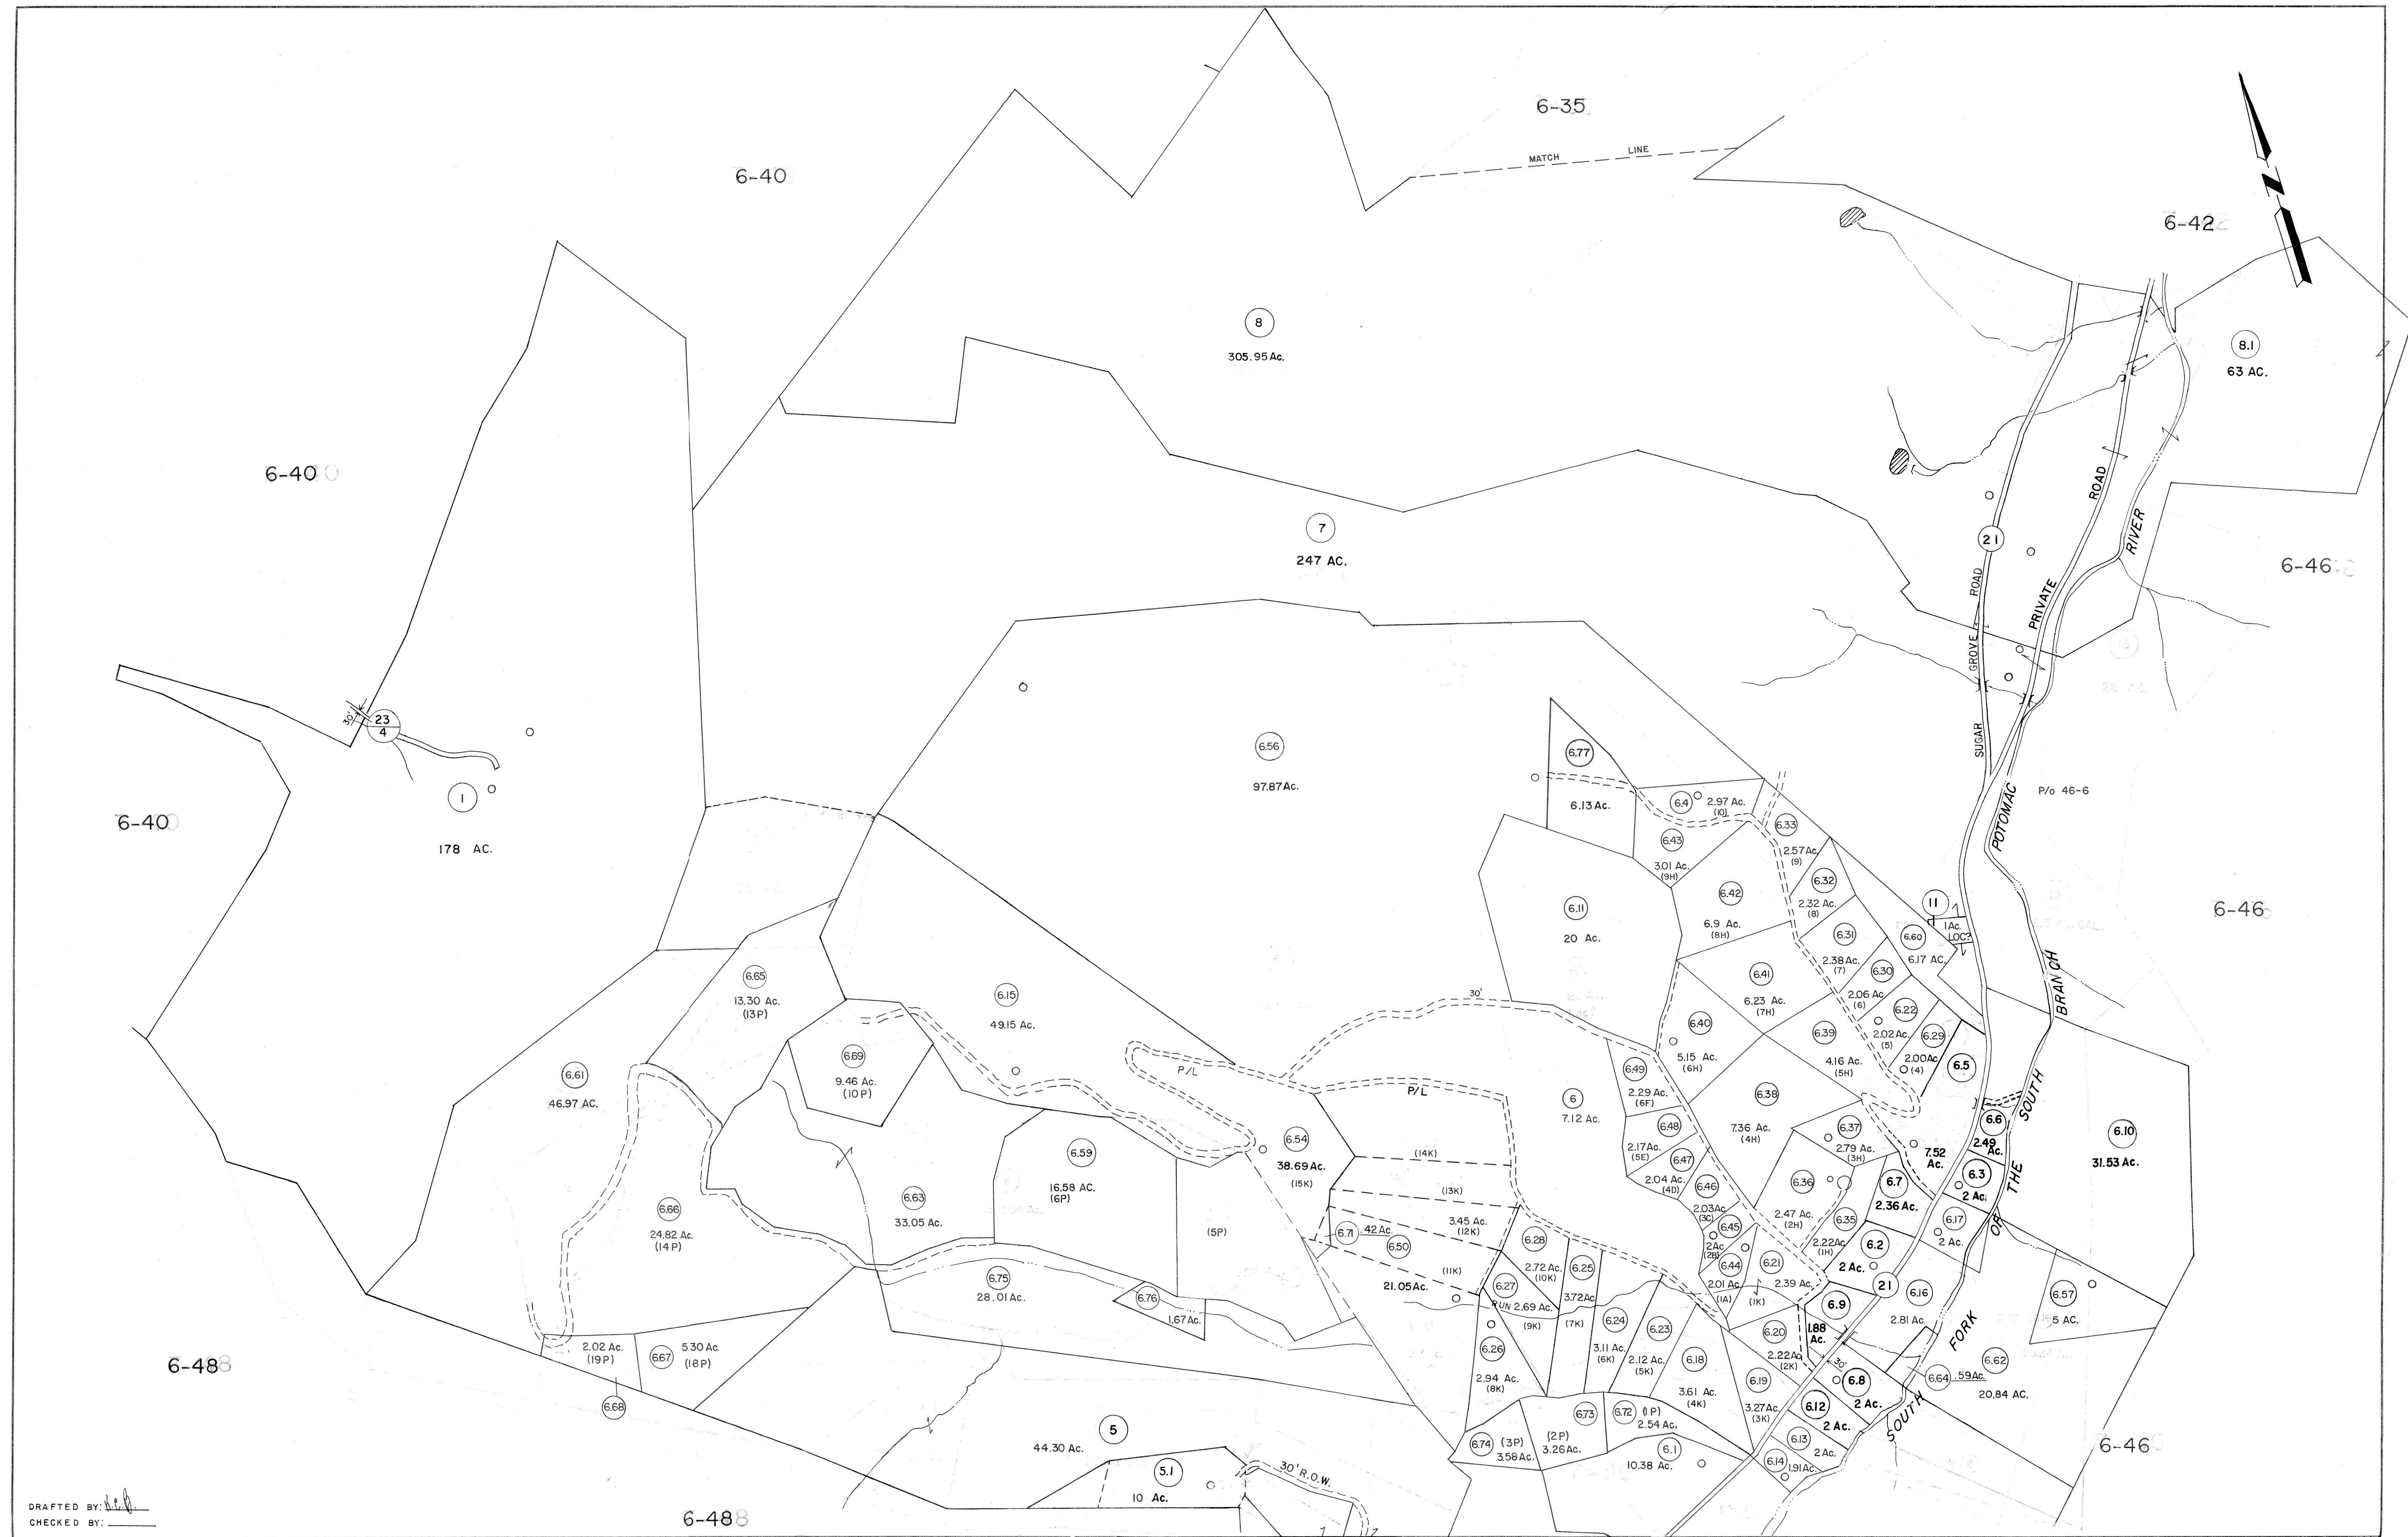 6-35
MATCH LINE
6-40
6-42
N
8
305.95 Ac.
8.1
63 AC.
6-40
7
247 AC.
21
SUGAR GROVE ROAD
PRIVATE ROAD
RIVER
6-46
30'
23
4
1
178 AC.
6-40
6.56
97.87 Ac.
6.77
6.13 Ac.
6.4
2.97 Ac.
(10)
6.33
2.57 Ac.
(9)
6.43
3.01 Ac.
(9H)
P/o 46-6
SOUTH FORK OF THE SOUTH BRANCH POTOMAC
6.32
2.32 Ac.
(8)
6.42
6.9 Ac.
(8H)
6.11
20 Ac.
11
1 Ac.
LOC?
6.60
6.17 AC.
6-46
6.31
2.38 Ac.
(7)
6.30
2.06 Ac.
(6)
6.41
6.23 Ac.
(7H)
6.65
13.30 Ac.
(13P)
6.15
49.15 Ac.
30'
6.22
2.02 Ac.
(5)
6.29
2.00 Ac.
(4)
6.40
5.15 Ac.
(6H)
6.39
4.16 Ac.
(5H)
6.5
7.52
Ac.
6.69
9.46 Ac.
(10P)
6.61
46.97 AC.
P/L
P/L
6
7.12 Ac.
6.49
2.29 Ac.
(6F)
6.38
7.36 Ac.
(4H)
6.6
2.49
Ac.
6.10
31.53 Ac.
6.48
2.17 Ac.
(5E)
6.37
2.79 Ac.
(3H)
6.54
38.69 Ac.
(15K)
(14K)
6.47
2.04 Ac.
(4D)
6.59
16.58 AC.
(6P)
6.3
2 Ac.
6.7
2.36 Ac.
6.36
2.47 Ac.
(2H)
6.46
2.03 Ac
(3C)
(13K)
6.63
33.05 Ac.
6.66
24.82 Ac.
(14P)
(5P)
6.71
.42 Ac.
3.45 Ac.
(12K)
6.45
2 Ac
(2B)
6.35
2.22 Ac
(1H)
6.17
2 Ac.
6.50
21.05 Ac.
(11K)
6.28
2.72 Ac.
(10K)
6.2
2 Ac.
6.44
2.01 Ac.
(1A)
6.21
2.39 Ac.
(1K)
6.75
28.01 Ac.
6.76
1.67 Ac.
6.27
RUN
2.69 Ac.
(9K)
6.25
3.72 Ac
(7K)
21
6.16
2.81 Ac.
6.57
5 AC.
6.9
1.88
Ac.
6.24
3.11 Ac.
(6K)
6.23
2.12 Ac.
(5K)
6.20
2.22 Ac
(2K)
30'
6.26
2.94 Ac.
(8K)
6.18
3.61 Ac.
(4K)
6.62
20.84 AC.
6.64
.59 Ac.
6.8
2 Ac.
6.19
3.27 Ac.
(3K)
6-48
2.02 Ac.
(19P)
6.67
5.30 Ac.
(18P)
6.68
6.12
2 Ac.
6.73
(2P)
3.26 Ac.
6.72
(1P)
2.54 Ac.
6.74
(3P)
3.58 Ac.
6.1
10.38 Ac.
6.13
2 Ac.
6.14
1.91 Ac.
6-46
5
44.30 Ac.
5.1
10 Ac.
30' R.O.W.
6-48
DRAFTED BY:
CHECKED BY: